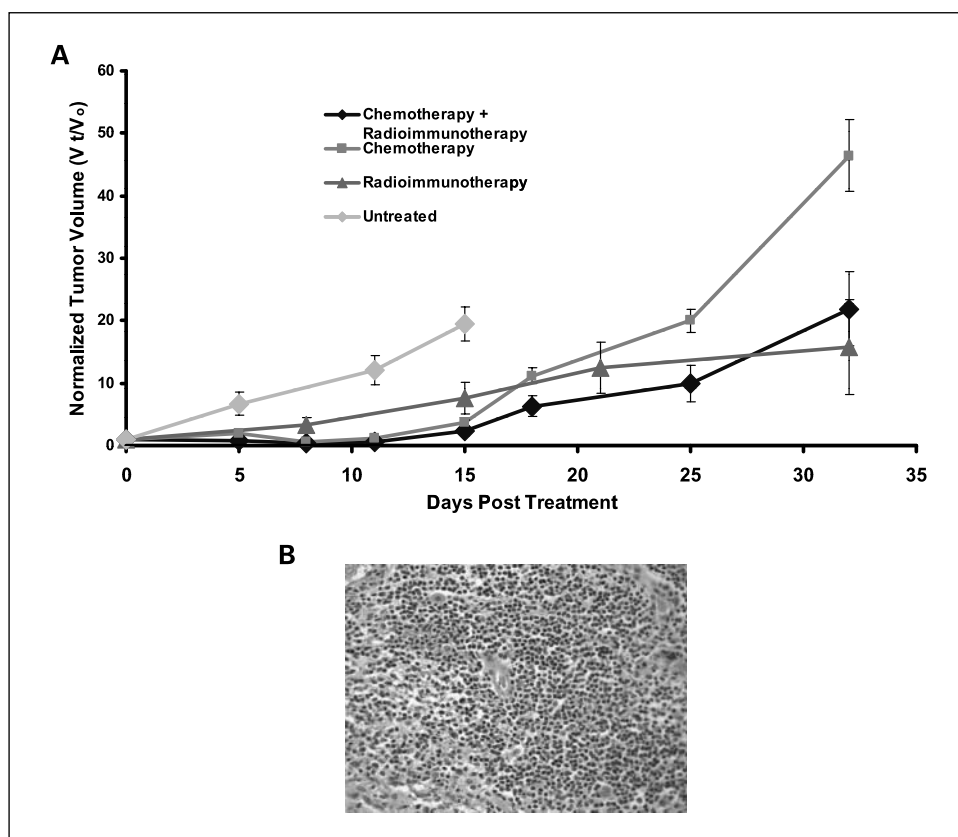 A
60
50
40
30
20
10
0
Normalized Tumor Volume (V t/Vo)
Chemotherapy +
Radioimmunotherapy
Chemotherapy
Radioimmunotherapy
Untreated
0 5 10 15 20 25 30 35
Days Post Treatment
B